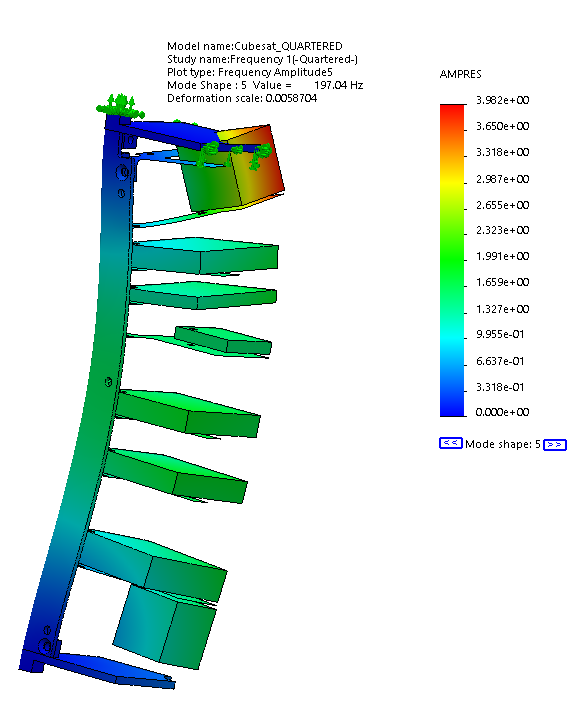 Model name:Cubesat_QUARTERED
Study name:Frequency 1(-Quartered-)
Plot type: Frequency Amplitude5
Mode Shape : 5  Value =       197.04 Hz
Deformation scale: 0.0058704
AMPRES
3.982e+00
3.650e+00
3.318e+00
2.987e+00
2.655e+00
2.323e+00
1.991e+00
1.659e+00
1.327e+00
9.955e-01
6.637e-01
3.318e-01
0.000e+00
<< Mode shape: 5 >>